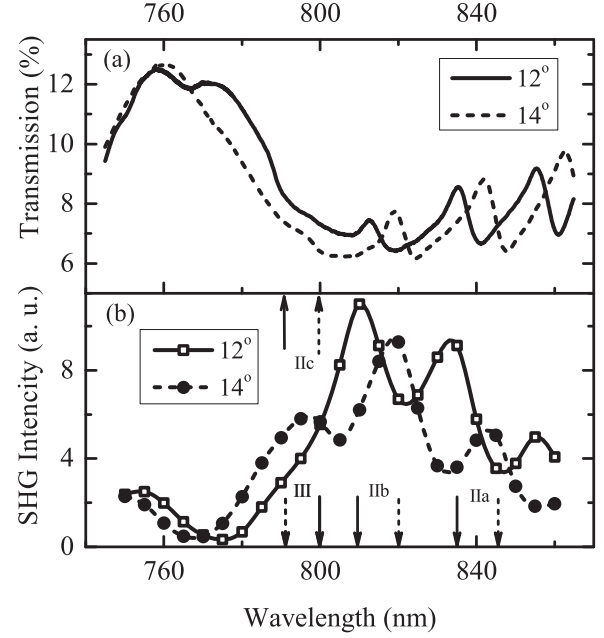 760 800 840
(a)
12°
14°
Transmission (%)
12
10
8
6
(b)
12°
14°
IIc
SHG Intencity (a. u.)
8
4
0
III IIb IIa
760 800 840
Wavelength (nm)